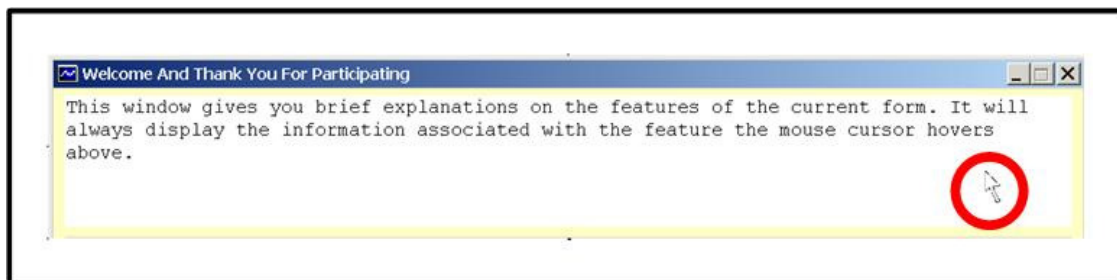 Welcome And Thank You For Participating
This window gives you brief explanations on the features of the current form. It will
always display the information associated with the feature the mouse cursor hovers
above.